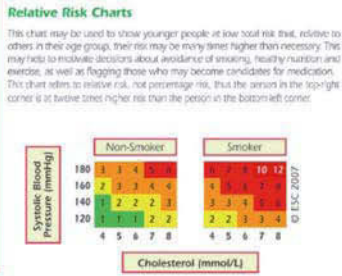 Relative Risk Charts
This chart may be used to show younger people at low total risk that, relative to
others in their age group, their risk may be many times higher than necessary. This
may help to motivate decisions about avoidance of smoking, healthy nutrition and
exercise, as well as flagging those who may become candidates for medication.
This chart refers to relative risk, not percentage risk, thus the person in the top-right
corner is at twelve times higher risk than the person in the bottom left corner.
Non-Smoker Smoker
Systolic Blood
Pressure (mmHg)
180 3 3 4 5 6 6 7 8 10 12
160 2 3 3 4 4 4 5 6 7 8
140 1 2 2 2 3 3 3 4 5 6
120 1 1 1 2 2 2 2 3 3 4
4 5 6 7 8 4 5 6 7 8
Cholesterol (mmol/L)
© ESC 2007